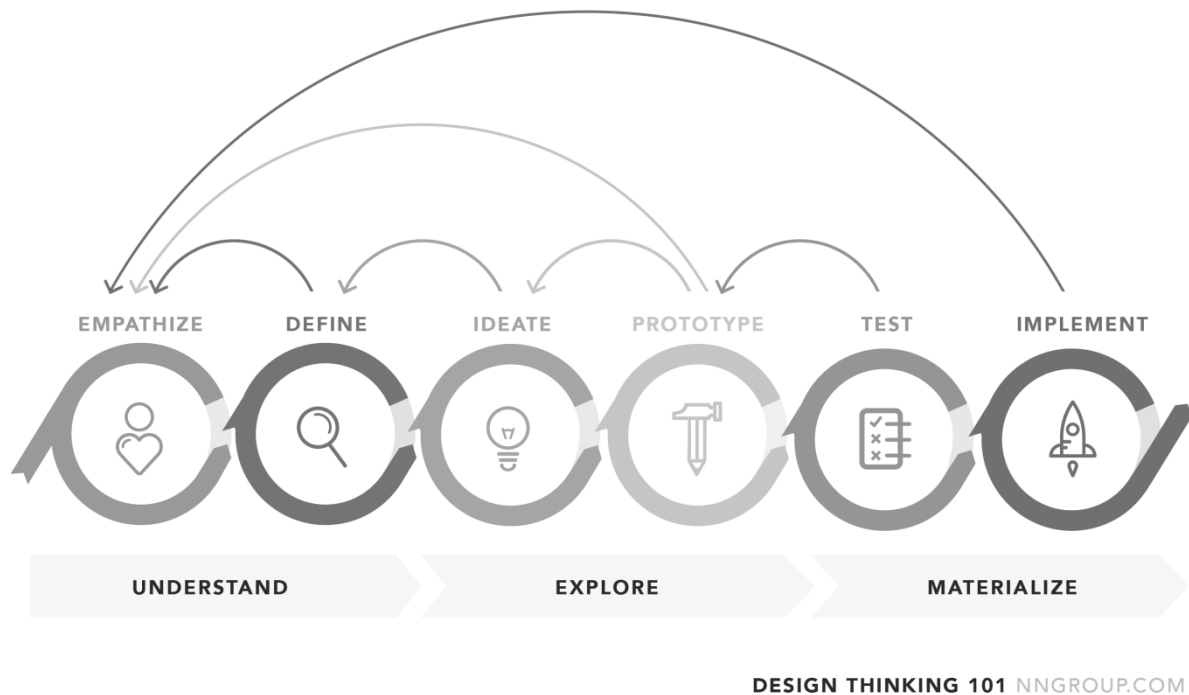 EMPATHIZE DEFINE IDEATE PROTOTYPE TEST IMPLEMENT
UNDERSTAND EXPLORE MATERIALIZE
DESIGN THINKING 101 NNGROUP.COM